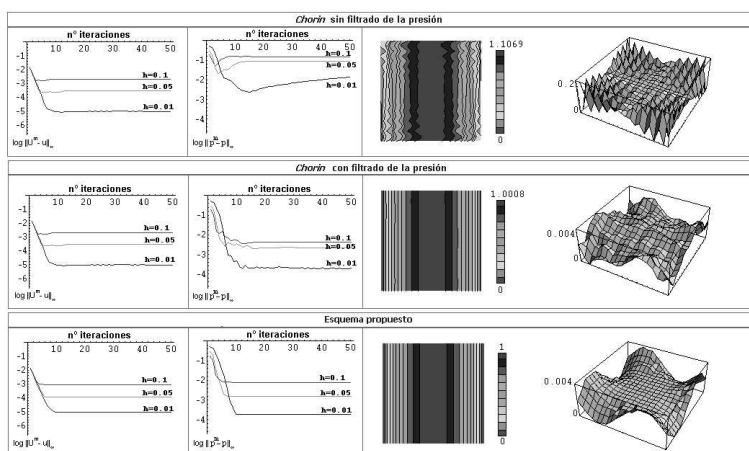 Chorin sin filtrado de la presión
nº iteraciones
10 20 30 40 50
-1
-2
-3
-4
-5
-6
h=0.1
h=0.05
h=0.01
log ||U^m - u||∞
nº iteraciones
10 20 30 40 50
-1
-2
-3
-4
h=0.1
h=0.05
h=0.01
log ||p^m - p||∞
1.1069
0
0.2
0
Chorin con filtrado de la presión
nº iteraciones
10 20 30 40 50
-1
-2
-3
-4
-5
-6
h=0.1
h=0.05
h=0.01
log ||U^m - u||∞
nº iteraciones
10 20 30 40 50
-1
-2
-3
-4
h=0.1
h=0.05
h=0.01
log ||p^m - p||∞
1.0008
0
0.004
0
Esquema propuesto
nº iteraciones
10 20 30 40 50
-1
-2
-3
-4
-5
-6
h=0.1
h=0.05
h=0.01
log ||U^m - u||∞
nº iteraciones
10 20 30 40 50
-1
-2
-3
-4
h=0.1
h=0.05
h=0.01
log ||p^m - p||∞
1
0
0.004
0